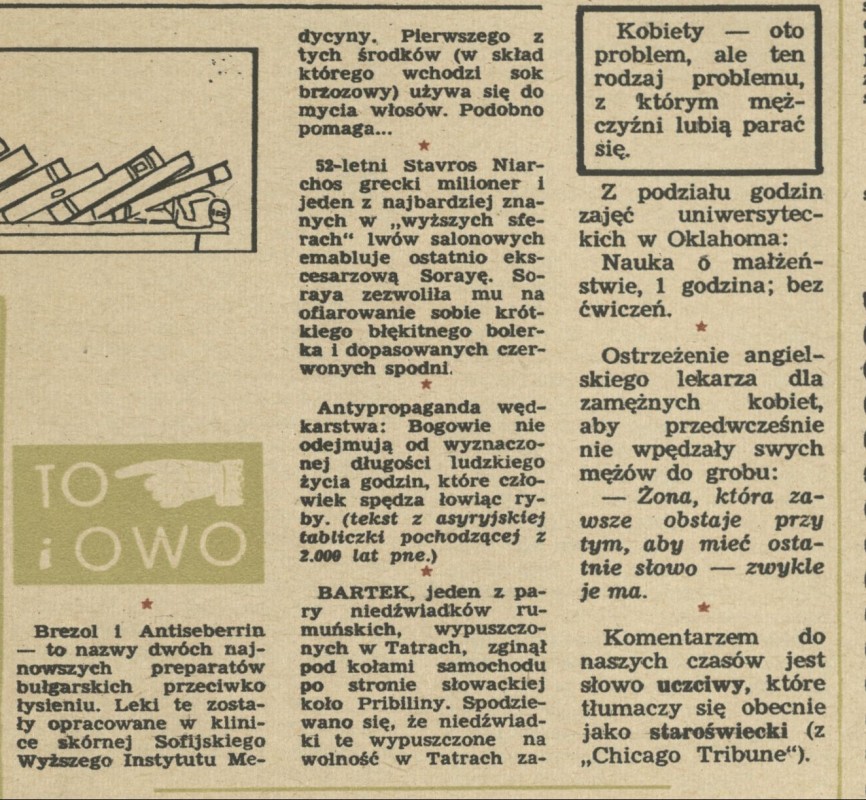 TO
i OWO
Brezol i Antiseberrin
— to nazwy dwóch naj-
nowszych preparatów
bułgarskich przeciwko
łysieniu. Leki te zosta-
ły opracowane w klini-
ce skórnej Sofijskiego
Wyższego Instytutu Me-
dycyny. Pierwszego z
tych środków (w skład
którego wchodzi sok
brzozowy) używa się do
mycia włosów. Podobno
pomaga...
52-letni Stavros Niar-
chos grecki milioner i
jeden z najbardziej zna-
nych w „wyższych sfe-
rach“ lwów salonowych
emabluje ostatnio eks-
cesarzową Sorayę. So-
raya zezwoliła mu na
ofiarowanie sobie krót-
kiego błękitnego boler-
ka i dopasowanych czer-
wonych spodni.
Antypropaganda węd-
karstwa: Bogowie nie
odejmują od wyznaczo-
nej długości ludzkiego
życia godzin, które czło-
wiek spędza łowiąc ry-
by. (tekst z asyryjskiej
tabliczki pochodzącej z
2.000 lat pne.)
BARTEK, jeden z pa-
ry niedźwiadków ru-
muńskich, wypuszczo-
nych w Tatrach, zginął
pod kołami samochodu
po stronie słowackiej
koło Pribiliny. Spodzie-
wano się, że niedźwiad-
ki te wypuszczone na
wolność w Tatrach za-
Kobiety — oto
problem, ale ten
rodzaj problemu,
z którym męż-
czyźni lubią parać
się.
Z podziału godzin
zajęć uniwersytec-
kich w Oklahoma:
Nauka o małżeń-
stwie, 1 godzina; bez
ćwiczeń.
Ostrzeżenie angiel-
skiego lekarza dla
zamężnych kobiet,
aby przedwcześnie
nie wpędzały swych
mężów do grobu:
— Żona, która za-
wsze obstaje przy
tym, aby mieć osta-
tnie słowo — zwykle
je ma.
Komentarzem do
naszych czasów jest
słowo uczciwy, które
tłumaczy się obecnie
jako staroświecki (z
„Chicago Tribune“).